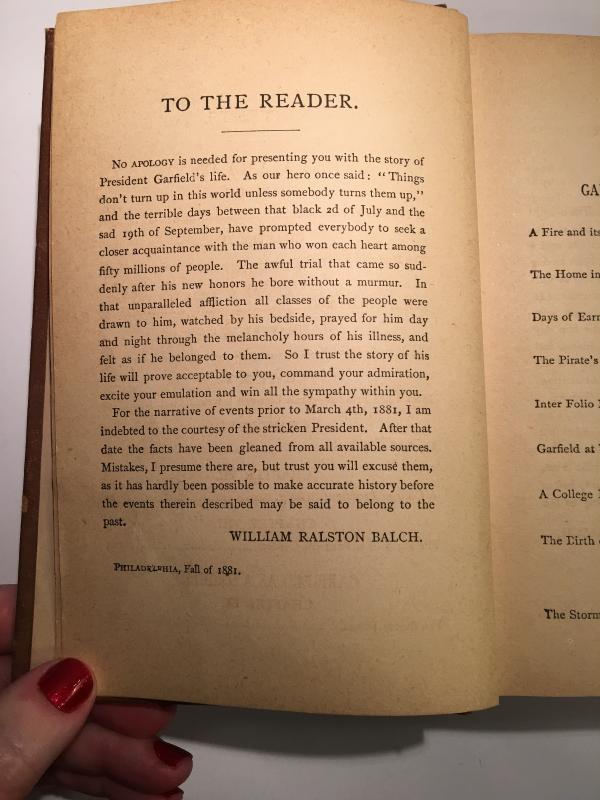 TO THE READER.
No apology is needed for presenting you with the story of
President Garfield's life. As our hero once said: "Things
don't turn up in this world unless somebody turns them up,"
and the terrible days between that black 2d of July and the
sad 19th of September, have prompted everybody to seek a
closer acquaintance with the man who won each heart among
fifty millions of people. The awful trial that came so sud-
denly after his new honors he bore without a murmur. In
that unparalleled affliction all classes of the people were
drawn to him, watched by his bedside, prayed for him day
and night through the melancholy hours of his illness, and
felt as if he belonged to them. So I trust the story of his
life will prove acceptable to you, command your admiration,
excite your emulation and win all the sympathy within you.
For the narrative of events prior to March 4th, 1881, I am
indebted to the courtesy of the stricken President. After that
date the facts have been gleaned from all available sources.
Mistakes, I presume there are, but trust you will excuse them,
as it has hardly been possible to make accurate history before
the events therein described may be said to belong to the
past.
WILLIAM RALSTON BALCH.
Philadelphia, Fall of 1881.
GA
A Fire and its
The Home in
Days of Earn
The Pirate's
Inter Folio
Garfield at
A College
The Birth
The Storm